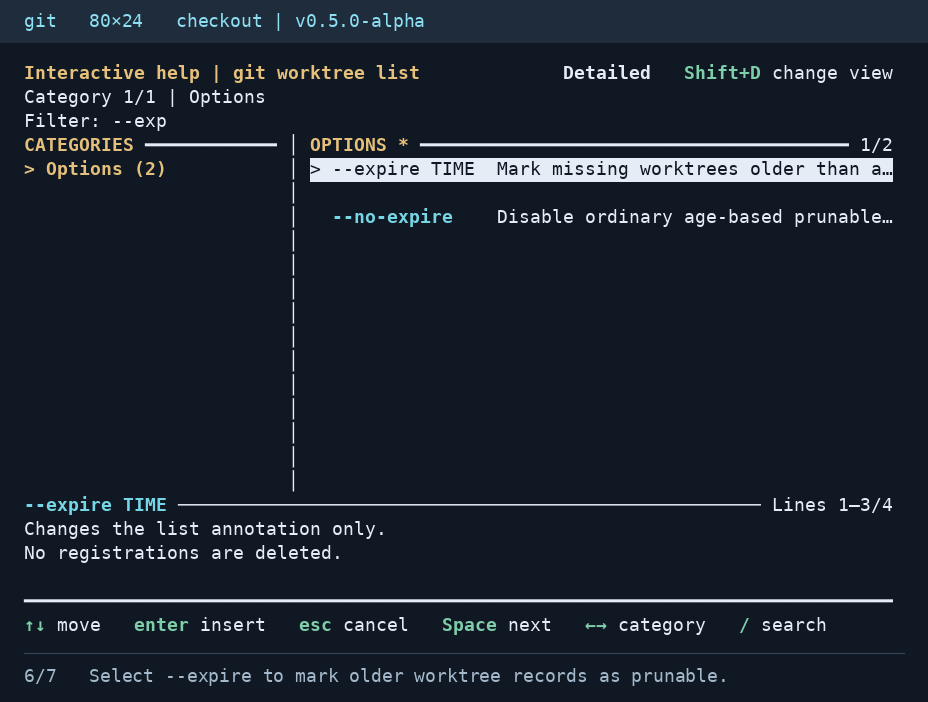 git   80×24   checkout | v0.5.0-alpha
Interactive help | git worktree list             Detailed   Shift+D change view
Category 1/1 | Options
Filter: --exp
CATEGORIES │ OPTIONS * 1/2
> Options (2) │ > --expire TIME  Mark missing worktrees older than a…
│   --no-expire    Disable ordinary age-based prunable…
--expire TIME Lines 1–3/4
Changes the list annotation only.
No registrations are deleted.
↑↓ move   enter insert   esc cancel   Space next   ←→ category   / search
6/7   Select --expire to mark older worktree records as prunable.